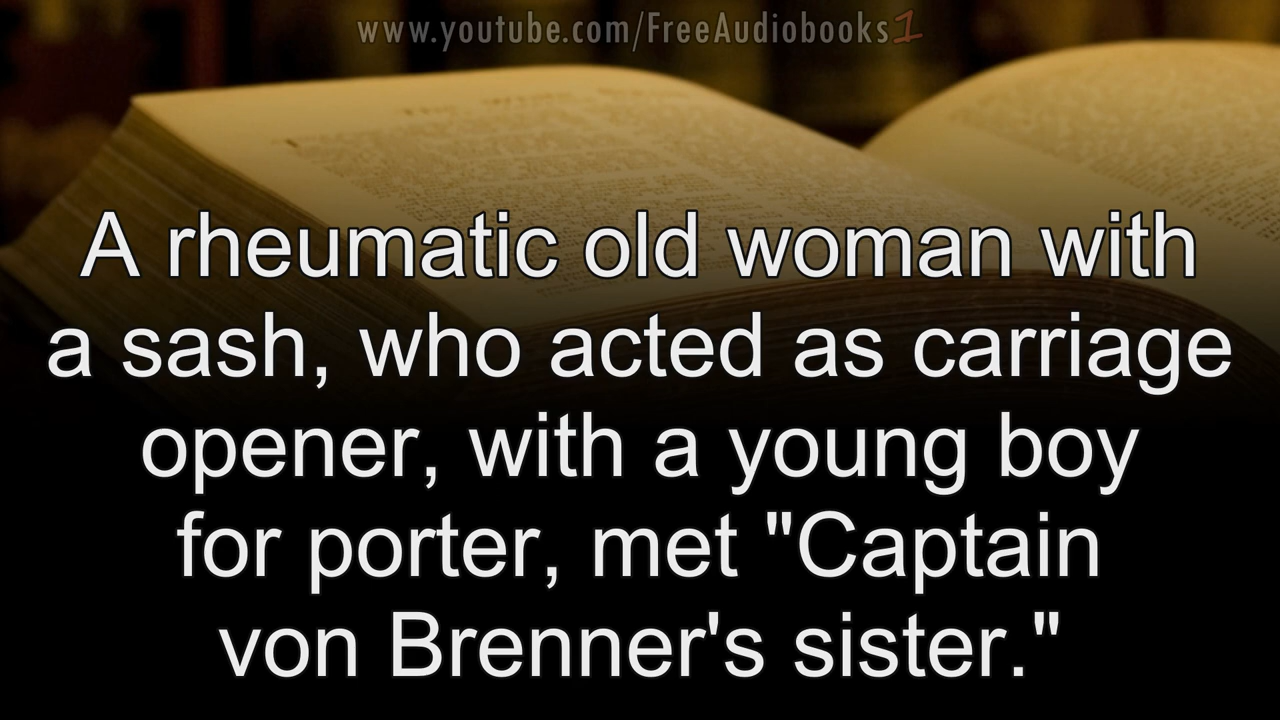 www.youtube.com/FreeAudiobooks1
A rheumatic old woman with
a sash, who acted as carriage
opener, with a young boy
for porter, met "Captain
von Brenner's sister."